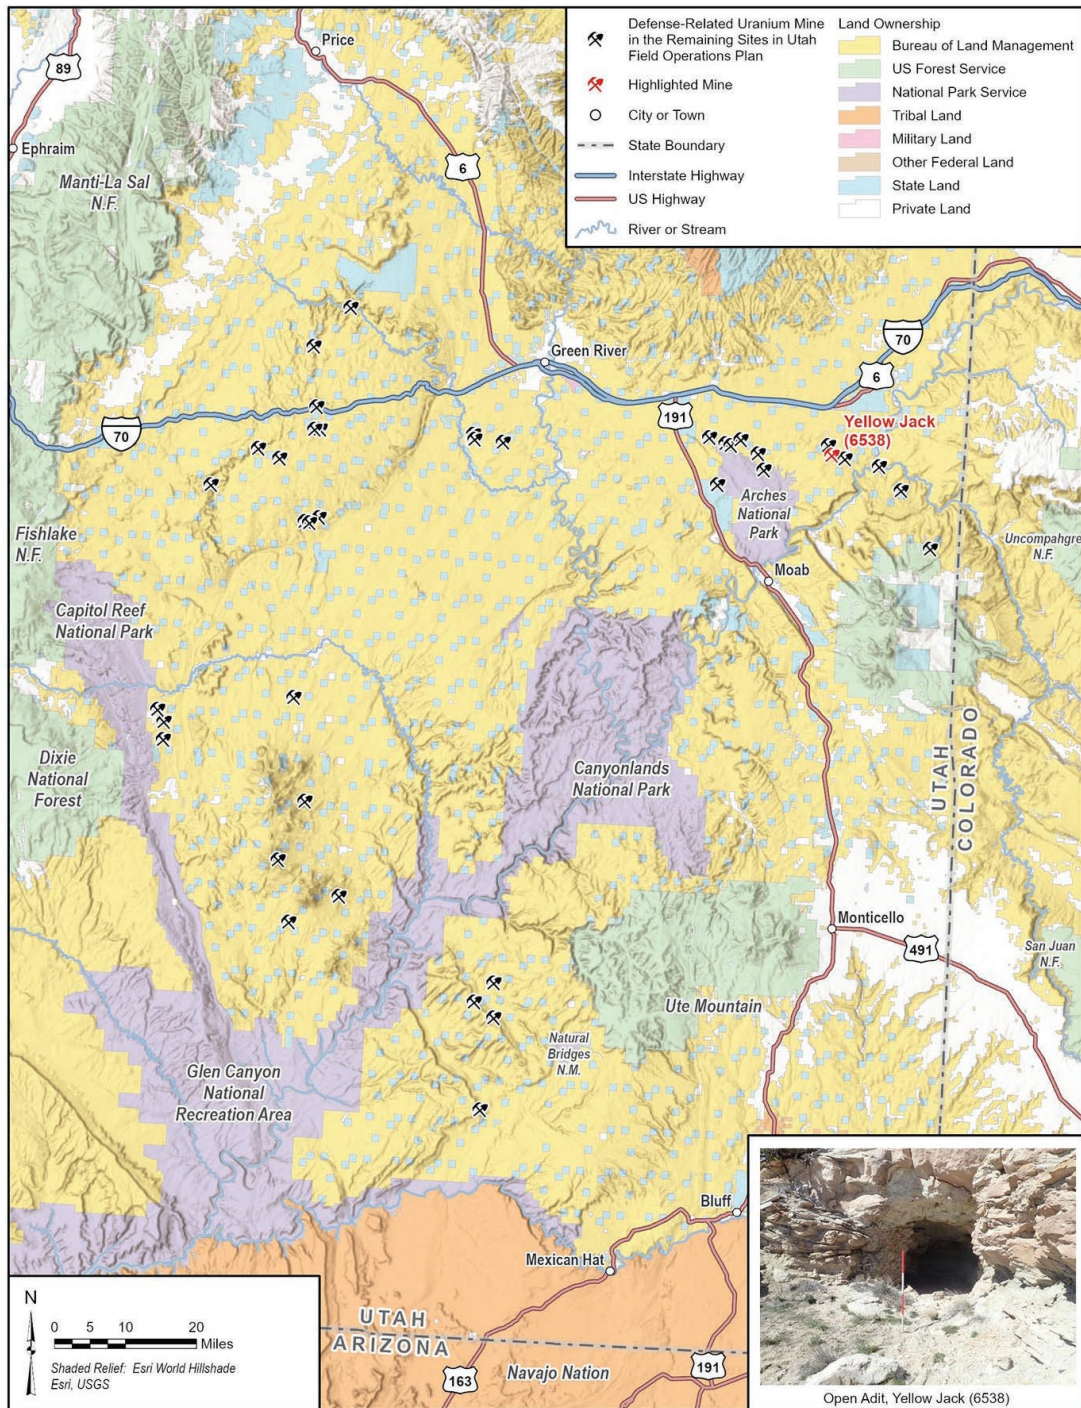 Defense-Related Uranium Mine
in the Remaining Sites in Utah
Field Operations Plan
Highlighted Mine
City or Town
State Boundary
Interstate Highway
US Highway
River or Stream
Land Ownership
Bureau of Land Management
US Forest Service
National Park Service
Tribal Land
Military Land
Other Federal Land
State Land
Private Land
Price
89
Ephraim
6
Manti-La Sal
N.F.
70
Green River
6
191
Yellow Jack
(6538)
70
Arches
National
Park
Fishlake
N.F.
Uncompahgre
N.F.
Moab
Capitol Reef
National Park
UTAH
COLORADO
Dixie
National
Forest
Canyonlands
National Park
Monticello
491
San Juan
N.F.
Ute Mountain
Natural
Bridges
N.M.
Glen Canyon
National
Recreation Area
Bluff
Mexican Hat
N
0 5 10 20
Miles
Shaded Relief: Esri World Hillshade
Esri, USGS
UTAH
ARIZONA
163
Navajo Nation
191
Open Adit, Yellow Jack (6538)